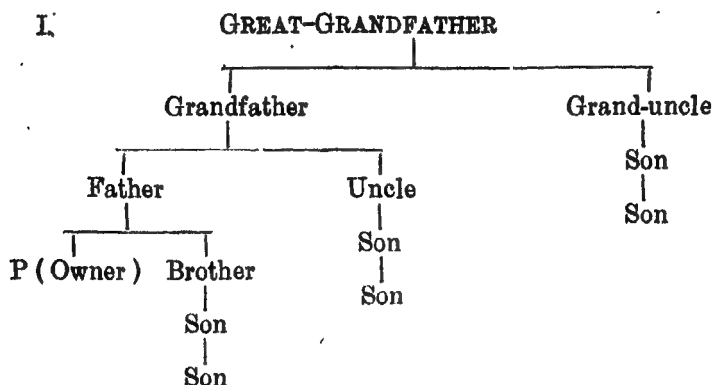 I. GREAT-GRANDFATHER
Grandfather Grand-uncle
Son
Father Uncle Son
Son
P (Owner) Brother
Son
Son
Son